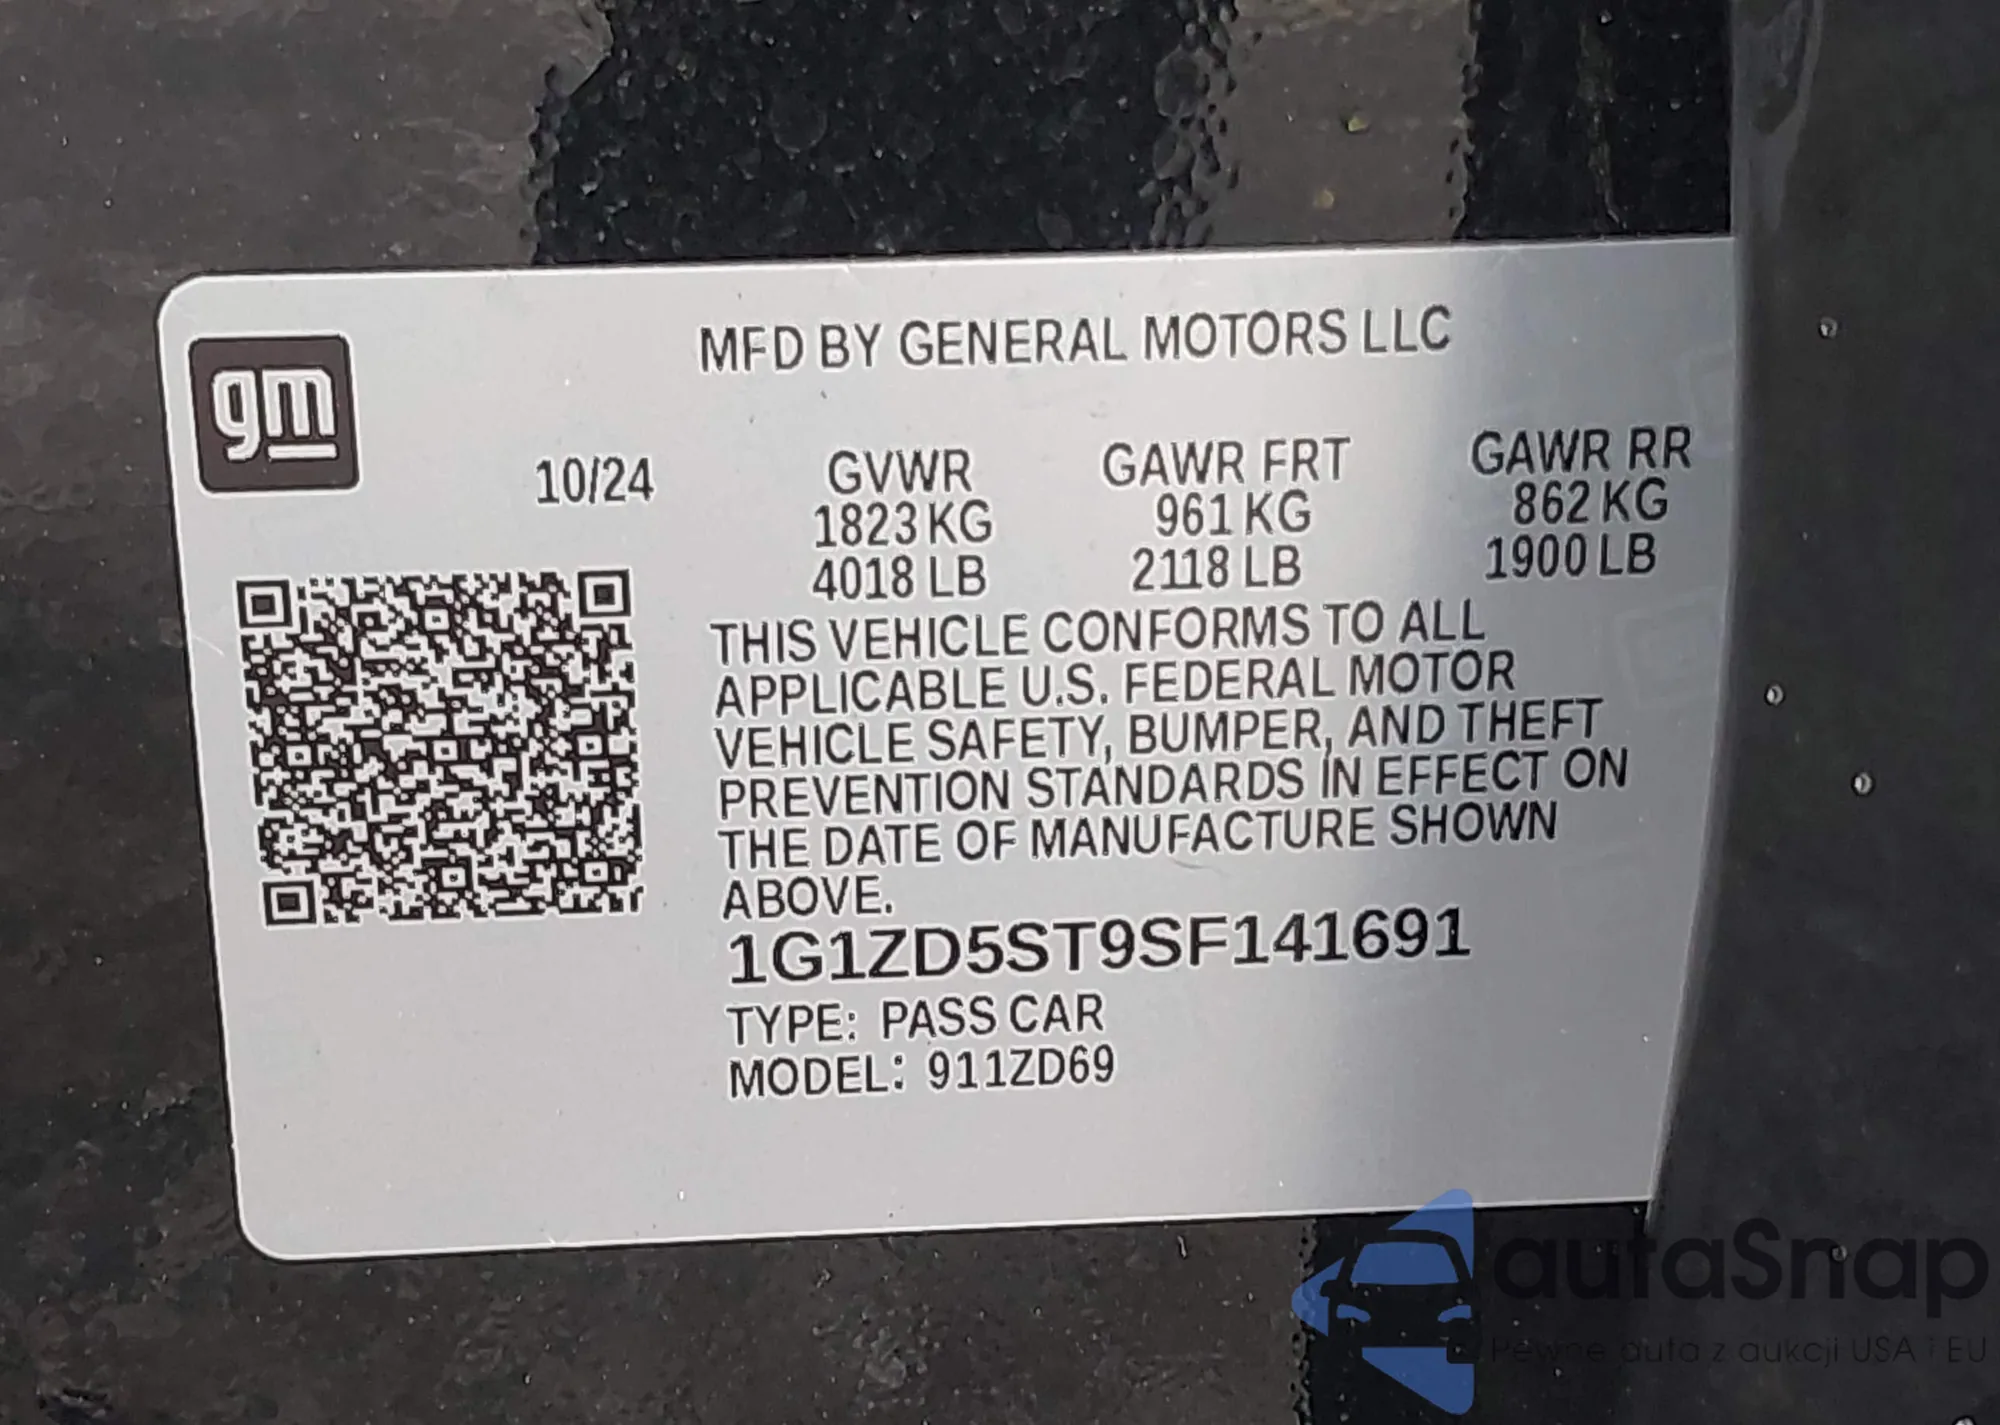 MFD BY GENERAL MOTORS LLC
gm
10/24
GVWR GAWR FRT GAWR RR
1823 KG 961 KG 862 KG
4018 LB 2118 LB 1900 LB
THIS VEHICLE CONFORMS TO ALL
APPLICABLE U.S. FEDERAL MOTOR
VEHICLE SAFETY, BUMPER, AND THEFT
PREVENTION STANDARDS IN EFFECT ON
THE DATE OF MANUFACTURE SHOWN
ABOVE.
1G1ZD5ST9SF141691
TYPE: PASS CAR
MODEL: 911ZD69
autaSnap
Pewne auta z aukcji USA i EU